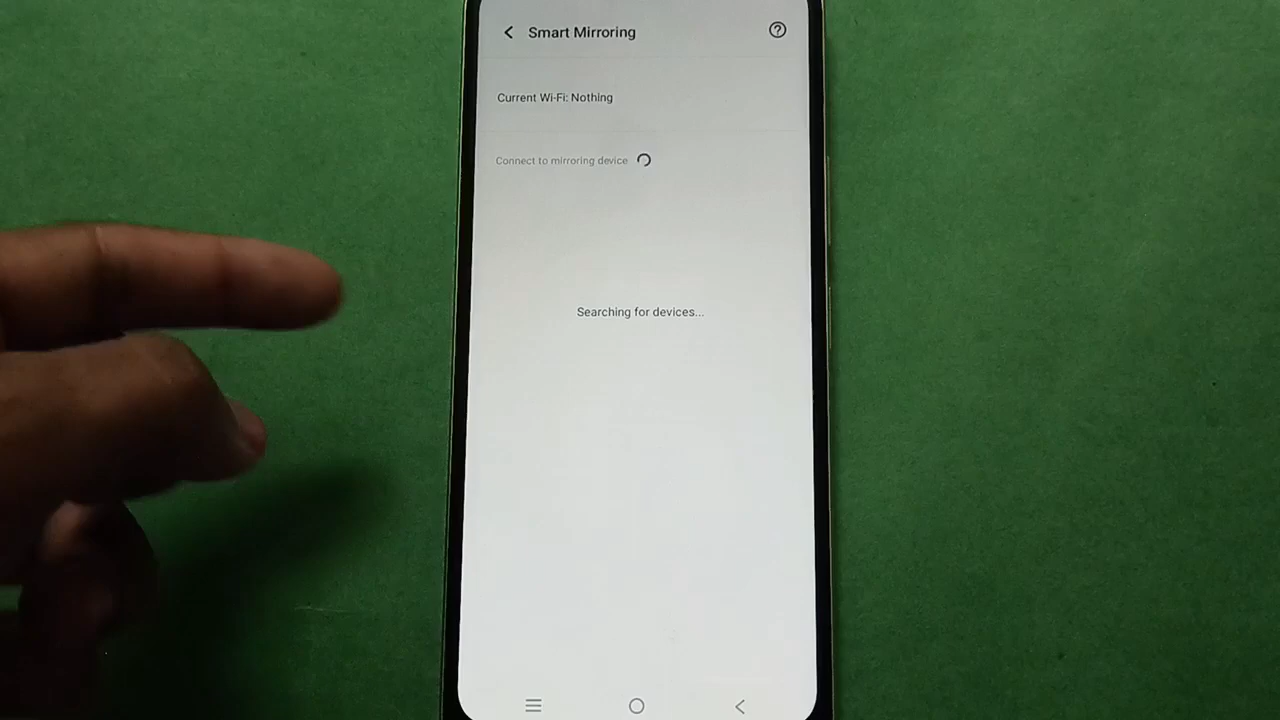 Smart Mirroring
Current Wi-Fi: Nothing
Connect to mirroring device
Searching for devices...